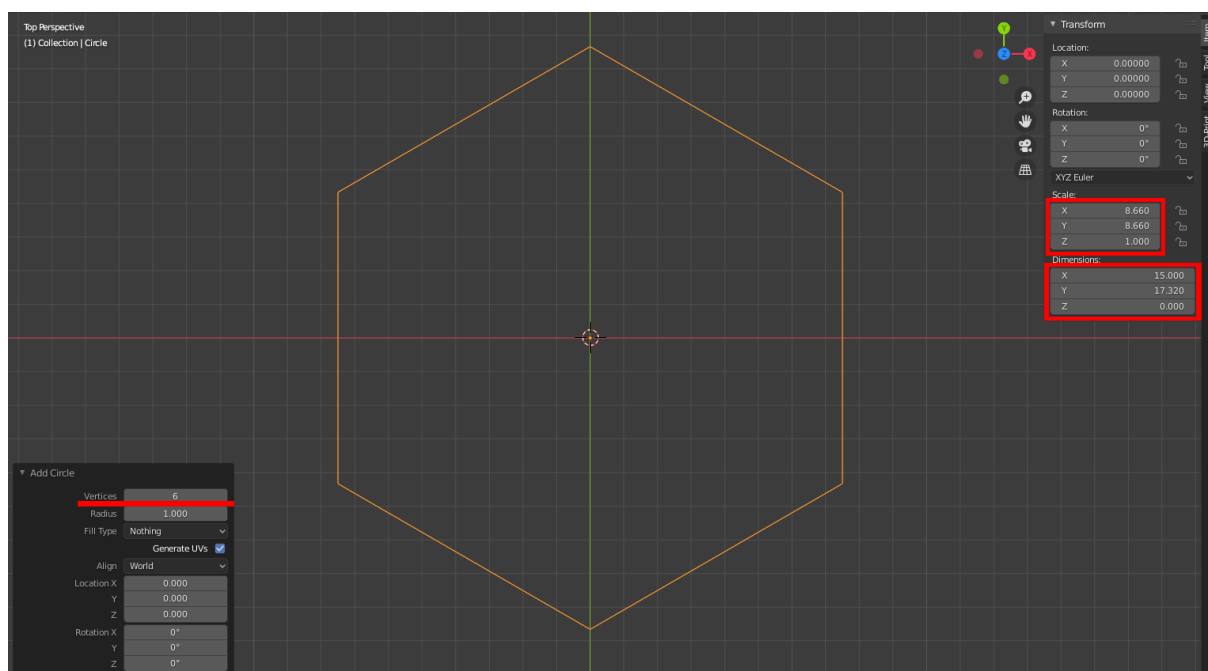 Top Perspective
(1) Collection | Circle
Y
Z
X
▼ Transform
Location:
X 0.00000
Y 0.00000
Z 0.00000
Rotation:
X 0°
Y 0°
Z 0°
XYZ Euler
Scale:
X 8.660
Y 8.660
Z 1.000
Dimensions:
X 15.000
Y 17.320
Z 0.000
Item
Tool
View
3D Print
▼ Add Circle
Vertices 6
Radius 1.000
Fill Type Nothing
Generate UVs
Align World
Location X 0.000
Y 0.000
Z 0.000
Rotation X 0°
Y 0°
Z 0°